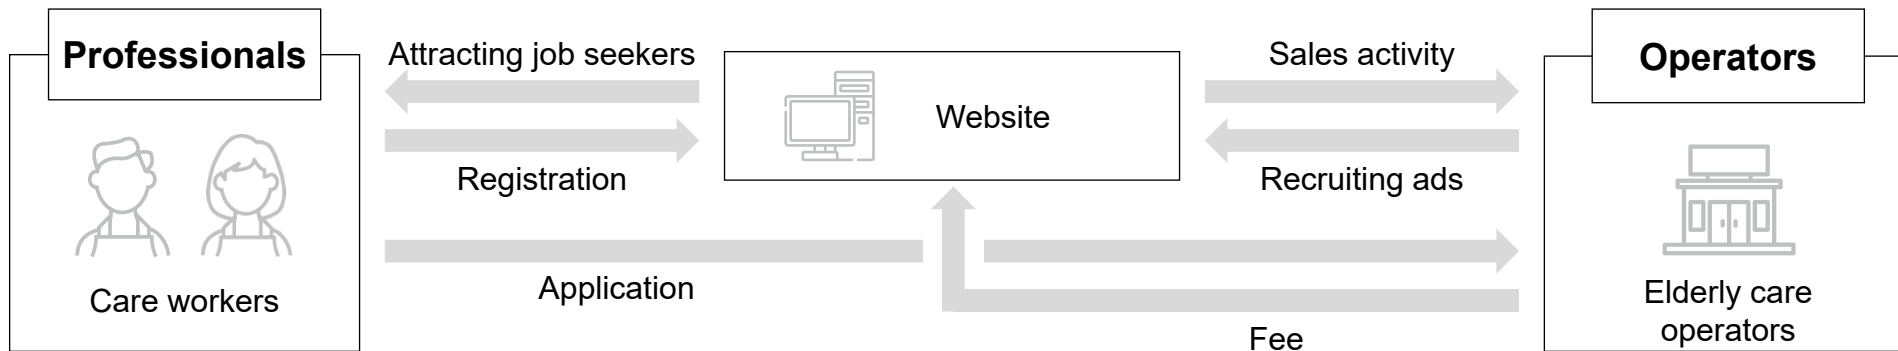 Professionals
Attracting job seekers
Sales activity
Operators
Website
Registration
Recruiting ads
Application
Care workers
Elderly care
operators
Fee